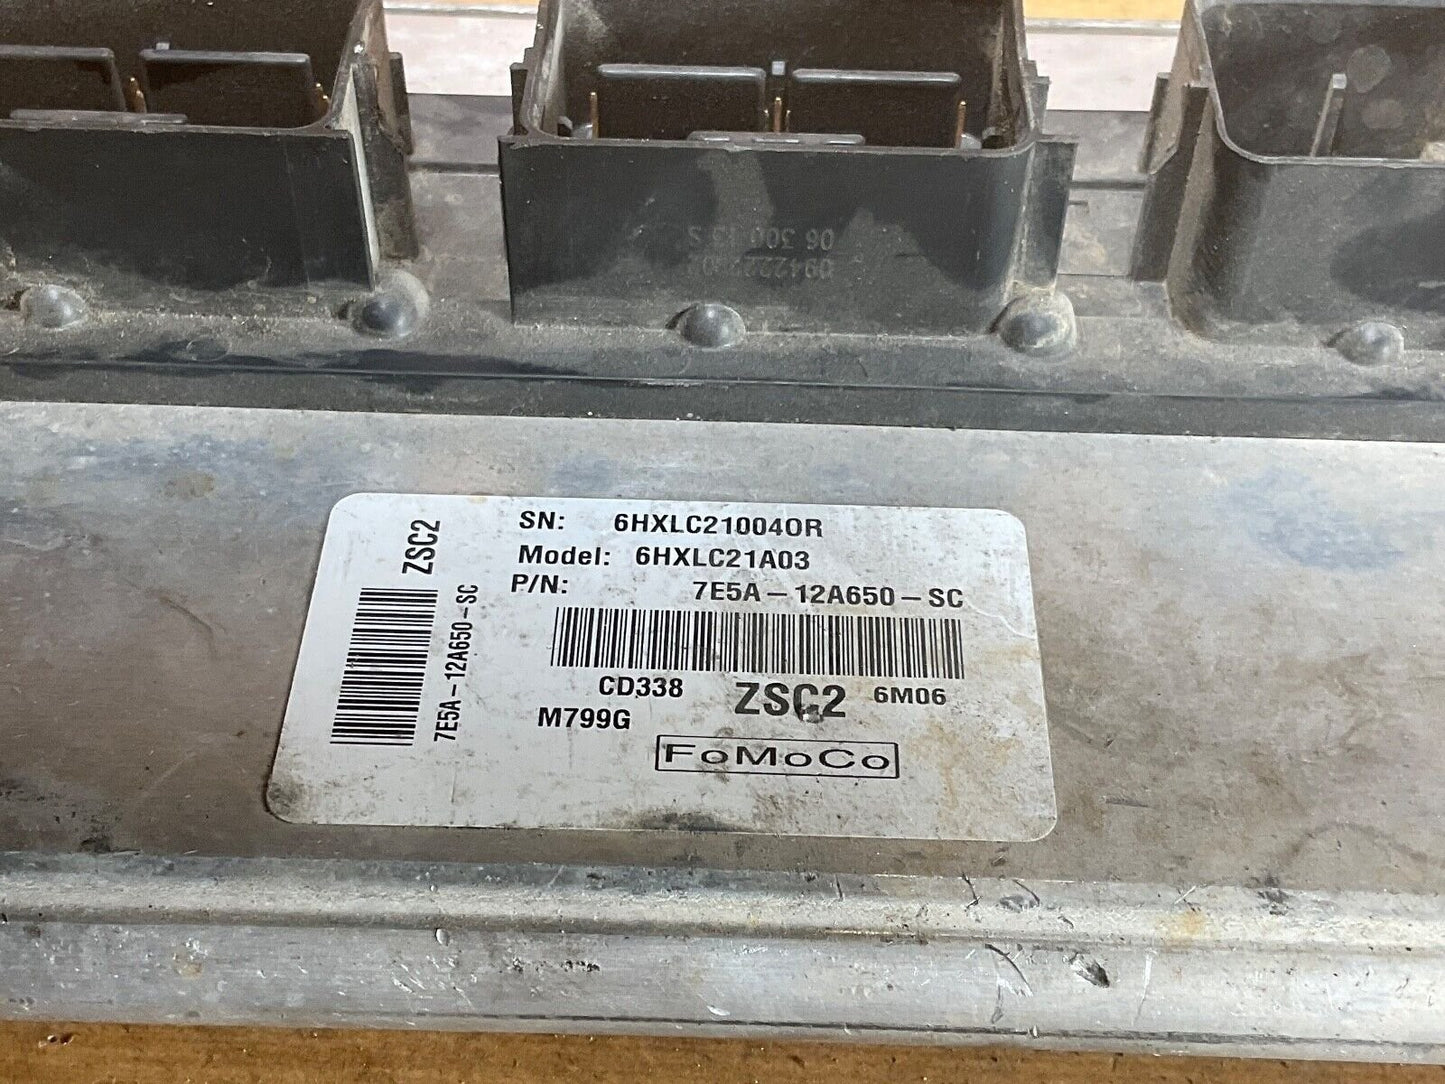 SN: 6HXLC210040R
Model: 6HXLC21A03
P/N: 7E5A-12A650-SC
CD338 ZSC2 6M06
M799G
FoMoCo
ZSC2
7E5A-12A650-SC